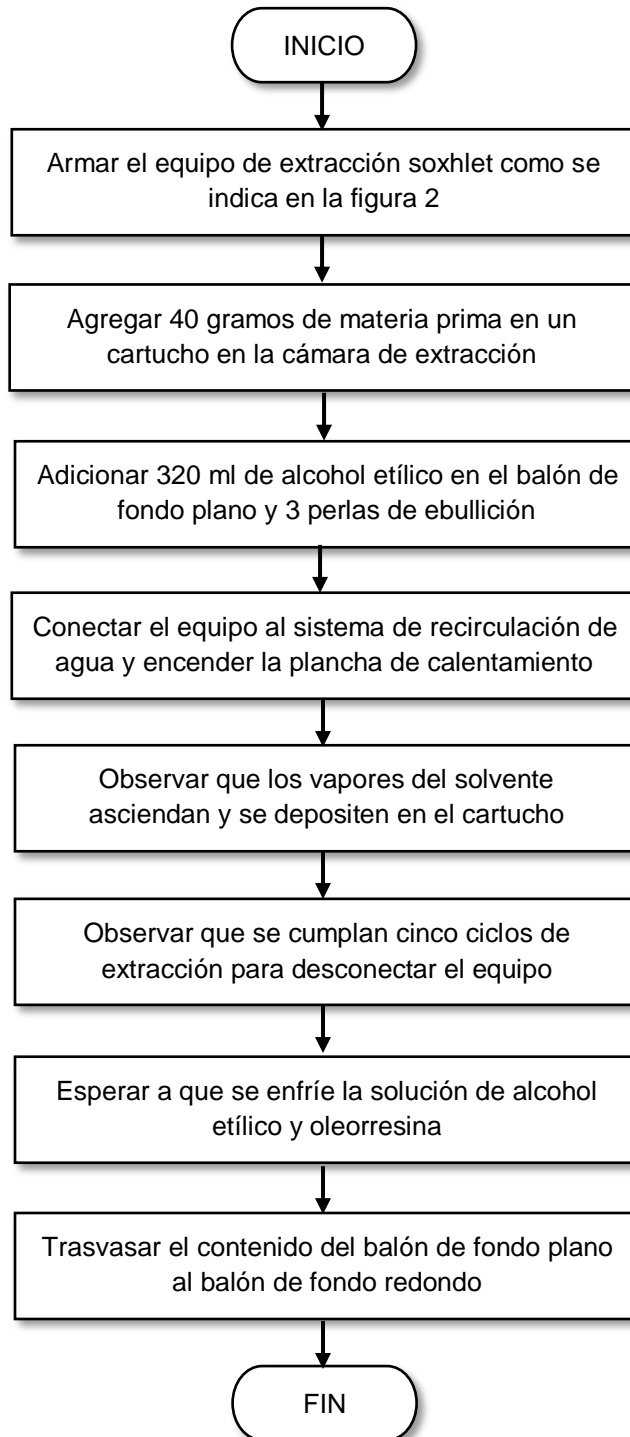 INICIO
Armar el equipo de extracción soxhlet como se
indica en la figura 2
Agregar 40 gramos de materia prima en un
cartucho en la cámara de extracción
Adicionar 320 ml de alcohol etílico en el balón de
fondo plano y 3 perlas de ebullición
Conectar el equipo al sistema de recirculación de
agua y encender la plancha de calentamiento
Observar que los vapores del solvente
asciendan y se depositen en el cartucho
Observar que se cumplan cinco ciclos de
extracción para desconectar el equipo
Esperar a que se enfríe la solución de alcohol
etílico y oleorresina
Trasvasar el contenido del balón de fondo plano
al balón de fondo redondo
FIN